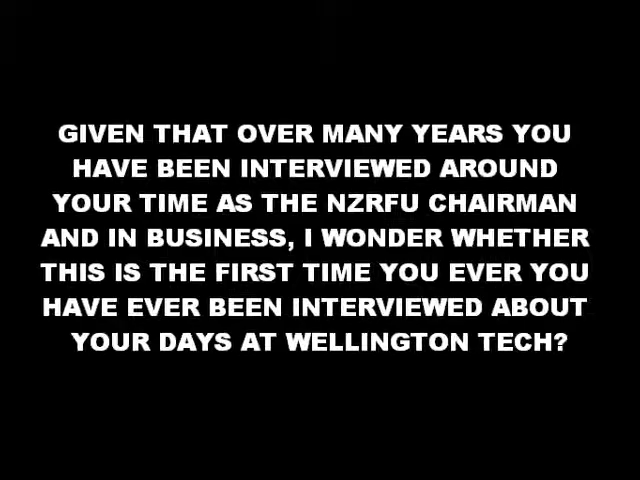 GIVEN THAT OVER MANY YEARS YOU
HAVE BEEN INTERVIEWED AROUND
YOUR TIME AS THE NZRFU CHAIRMAN
AND IN BUSINESS, I WONDER WHETHER
THIS IS THE FIRST TIME YOU EVER YOU
HAVE EVER BEEN INTERVIEWED ABOUT
YOUR DAYS AT WELLINGTON TECH?